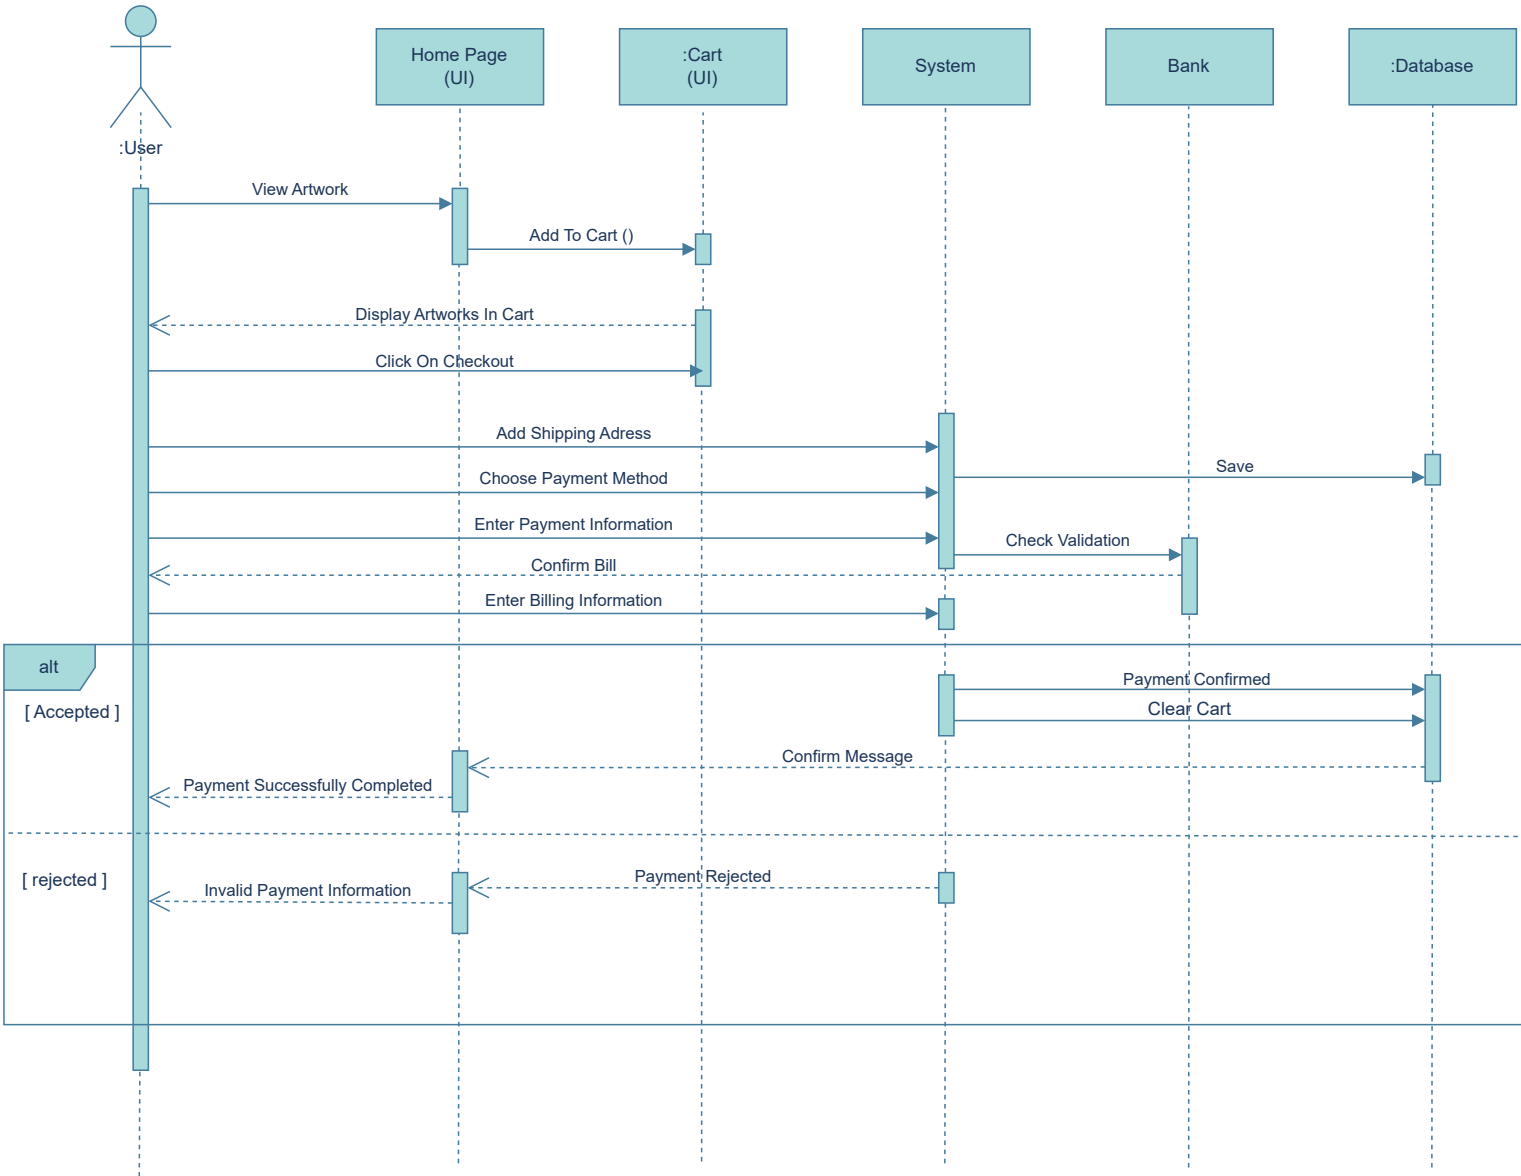 Home Page
(UI)
:Cart
(UI)
System
Bank
:Database
:User
View Artwork
Add To Cart ()
Display Artworks In Cart
Click On Checkout
Add Shipping Adress
Save
Choose Payment Method
Enter Payment Information
Check Validation
Confirm Bill
Enter Billing Information
alt
Payment Confirmed
[ Accepted ]
Clear Cart
Confirm Message
Payment Successfully Completed
[ rejected ]
Payment Rejected
Invalid Payment Information